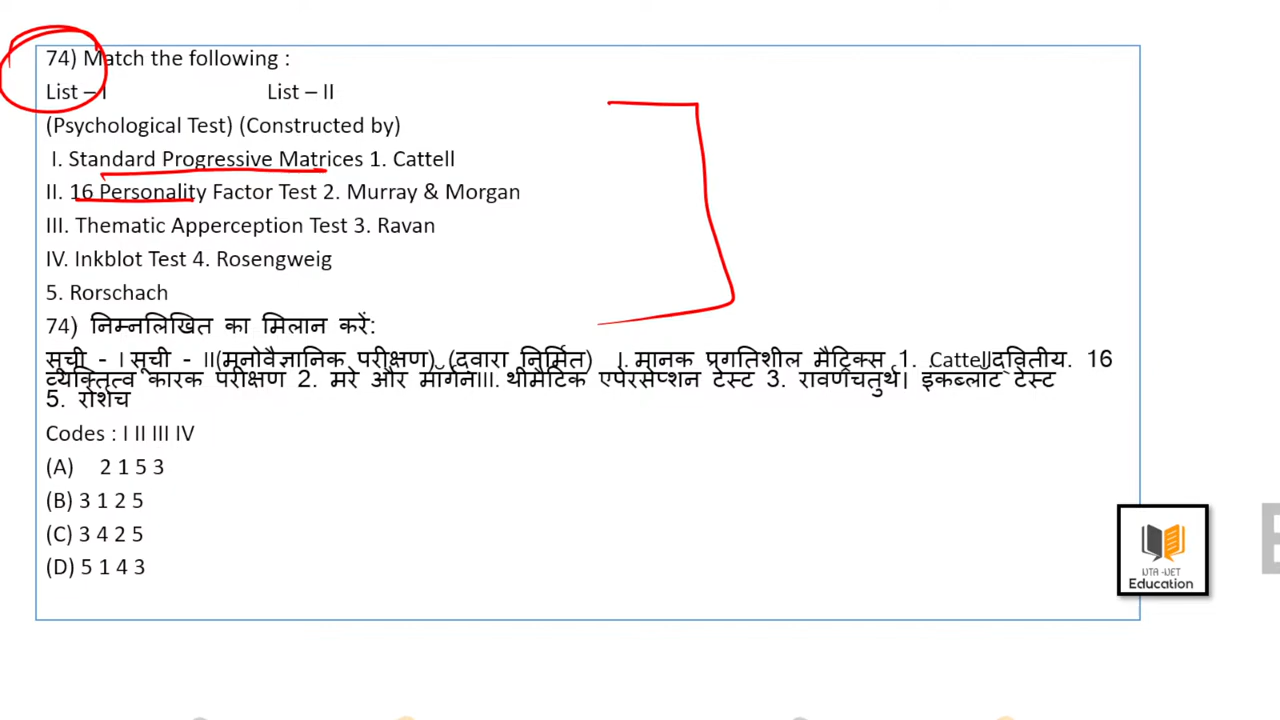 74) Match the following :
List – I List – II
(Psychological Test) (Constructed by)
I. Standard Progressive Matrices 1. Cattell
II. 16 Personality Factor Test 2. Murray & Morgan
III. Thematic Apperception Test 3. Ravan
IV. Inkblot Test 4. Rosengweig
5. Rorschach
74) निम्नलिखित का मिलान करें:
सूची - I सूची - II(मनोवैज्ञानिक परीक्षण) (द्वारा निर्मित) I. मानक प्रगतिशील मैट्रिक्स 1. Cattellद्वितीय. 16
व्यक्तित्व कारक परीक्षण 2. मरे और मॉर्गनIII. थीमैटिक एपेरसेप्शन टेस्ट 3. रावणचतुर्थ। इंकब्लॉट टेस्ट
5. रोर्शच
Codes : I II III IV
(A) 2 1 5 3
(B) 3 1 2 5
(C) 3 4 2 5
(D) 5 1 4 3
IJTA -IJET
Education